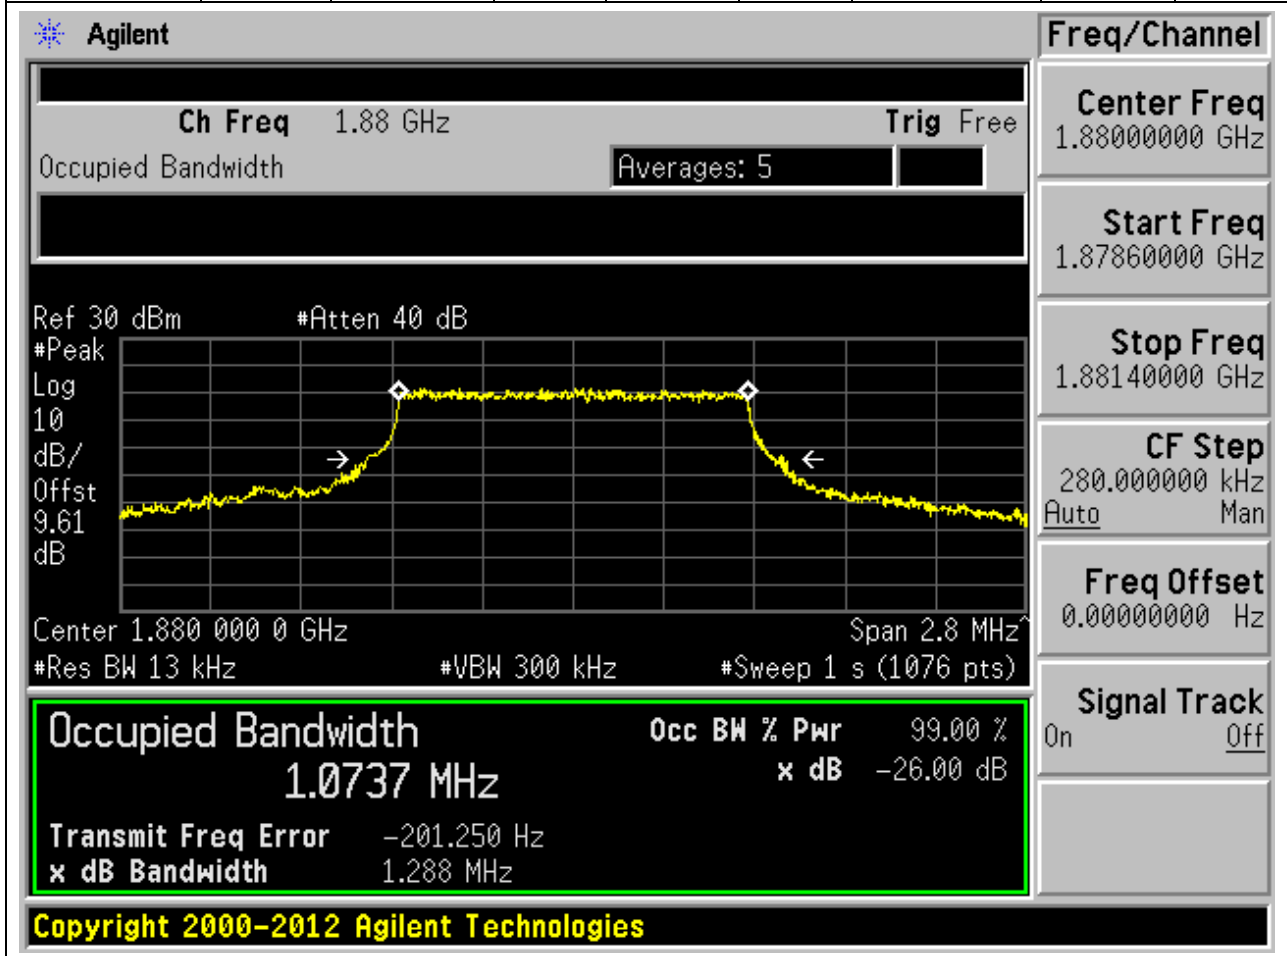 Agilent
Freq/Channel
Ch Freq 1.88 GHz Trig Free
Occupied Bandwidth Averages: 5
Center Freq
1.88000000 GHz
Start Freq
1.87860000 GHz
Stop Freq
1.88140000 GHz
CF Step
280.000000 kHz
Auto Man
Freq Offset
0.00000000 Hz
Signal Track
On Off
Ref 30 dBm #Atten 40 dB
#Peak
Log
10
dB/
Offst
9.61
dB
Center 1.880 000 0 GHz Span 2.8 MHz^
#Res BW 13 kHz #VBW 300 kHz #Sweep 1 s (1076 pts)
Occupied Bandwidth Occ BW % Pwr 99.00 %
1.0737 MHz x dB -26.00 dB
Transmit Freq Error -201.250 Hz
x dB Bandwidth 1.288 MHz
Copyright 2000-2012 Agilent Technologies